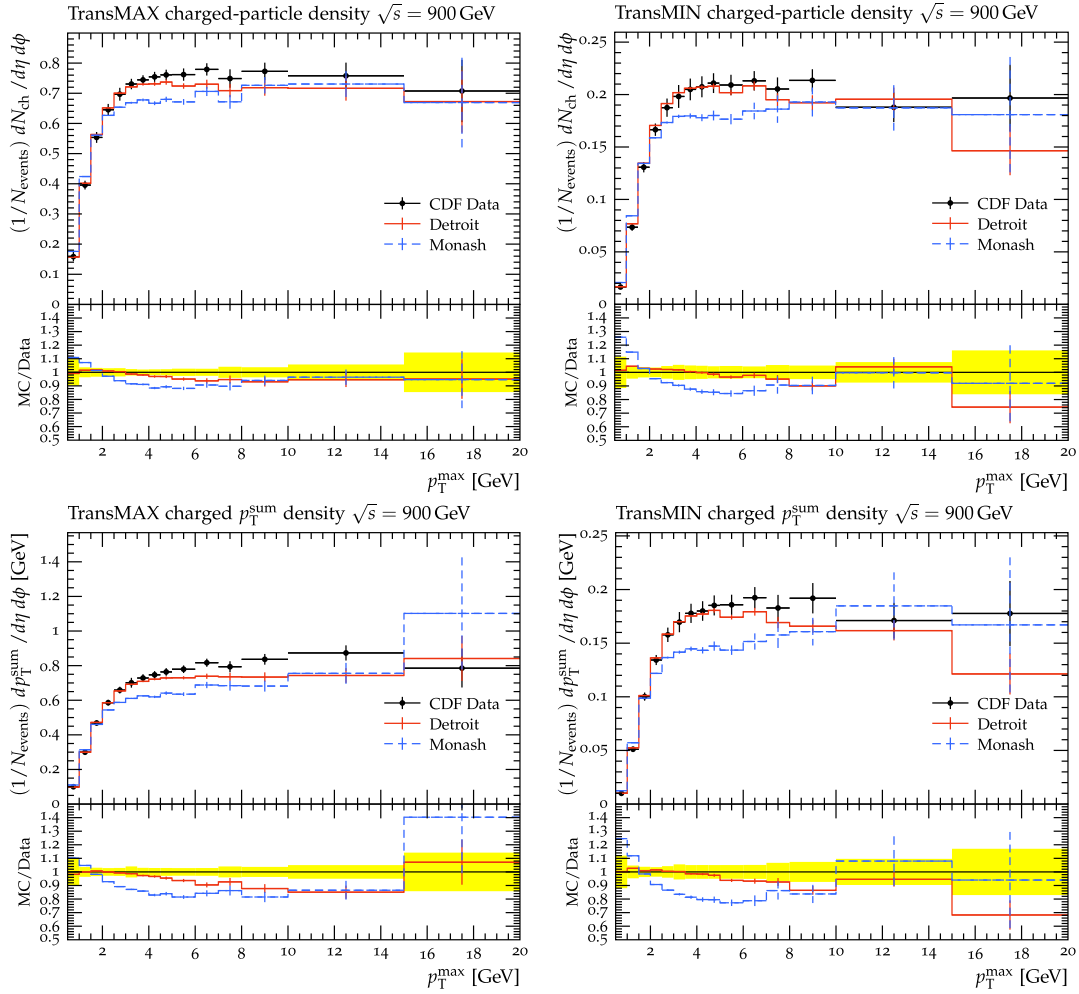 TransMAX charged-particle density √s = 900 GeV
(1/N_events) dN_ch / dη dϕ
0.8
0.7
0.6
0.5
0.4
0.3
0.2
0.1
0
CDF Data
Detroit
Monash
MC/Data
1.4
1.3
1.2
1.1
1
0.9
0.8
0.7
0.6
0.5
2 4 6 8 10 12 14 16 18 20
p_T^max [GeV]
TransMIN charged-particle density √s = 900 GeV
(1/N_events) dN_ch / dη dϕ
0.25
0.2
0.15
0.1
0.05
0
CDF Data
Detroit
Monash
MC/Data
1.4
1.3
1.2
1.1
1
0.9
0.8
0.7
0.6
0.5
2 4 6 8 10 12 14 16 18 20
p_T^max [GeV]
TransMAX charged p_T^sum density √s = 900 GeV
(1/N_events) dp_T^sum / dη dϕ [GeV]
1.4
1.2
1
0.8
0.6
0.4
0.2
0
CDF Data
Detroit
Monash
MC/Data
1.4
1.3
1.2
1.1
1
0.9
0.8
0.7
0.6
0.5
2 4 6 8 10 12 14 16 18 20
p_T^max [GeV]
TransMIN charged p_T^sum density √s = 900 GeV
(1/N_events) dp_T^sum / dη dϕ [GeV]
0.25
0.2
0.15
0.1
0.05
0
CDF Data
Detroit
Monash
MC/Data
1.4
1.3
1.2
1.1
1
0.9
0.8
0.7
0.6
0.5
2 4 6 8 10 12 14 16 18 20
p_T^max [GeV]